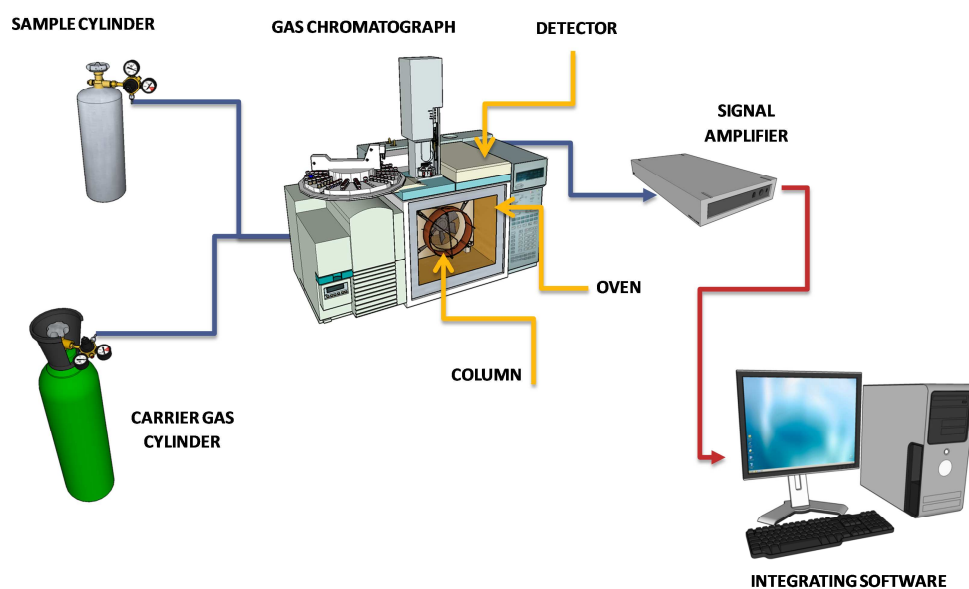 SAMPLE CYLINDER
GAS CHROMATOGRAPH
DETECTOR
SIGNAL
AMPLIFIER
OVEN
COLUMN
CARRIER GAS
CYLINDER
INTEGRATING SOFTWARE